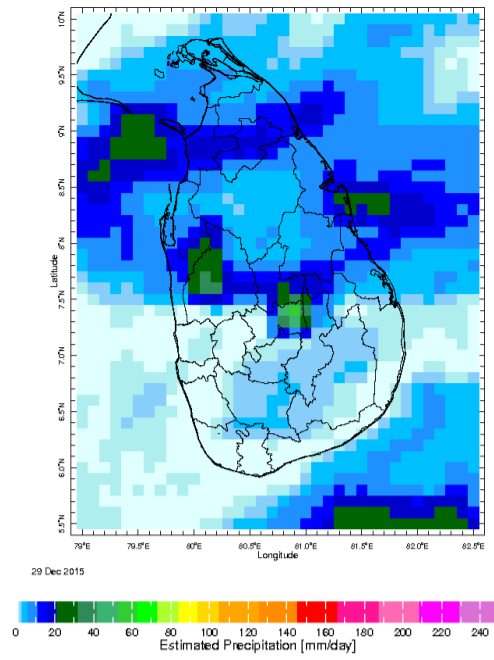 10°N
9.5°N
9°N
8.5°N
8°N
7.5°N
7.0°N
6.5°N
6.0°N
5.5°N
Latitude
79°E 79.5°E 80°E 80.5°E 81.0°E 81.5°E 82.0°E 82.5°E
Longitude
29 Dec 2015
0 20 40 60 80 100 120 140 160 180 200 220 240
Estimated Precipitation [mm/day]